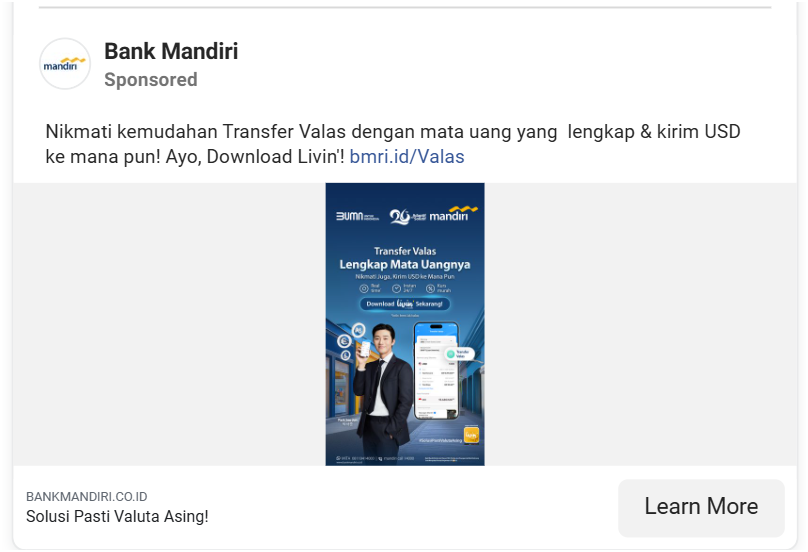 mandiri
Bank Mandiri
Sponsored
Nikmati kemudahan Transfer Valas dengan mata uang yang  lengkap & kirim USD
ke mana pun! Ayo, Download Livin'! bmri.id/Valas
BUMN
mandiri
Transfer Valas
Lengkap Mata Uangnya
Nikmati Juga, Kirim USD ke Mana Pun
Download Livin' Sekarang!
Transfer
Valas
BANKMANDIRI.CO.ID
Solusi Pasti Valuta Asing!
Learn More